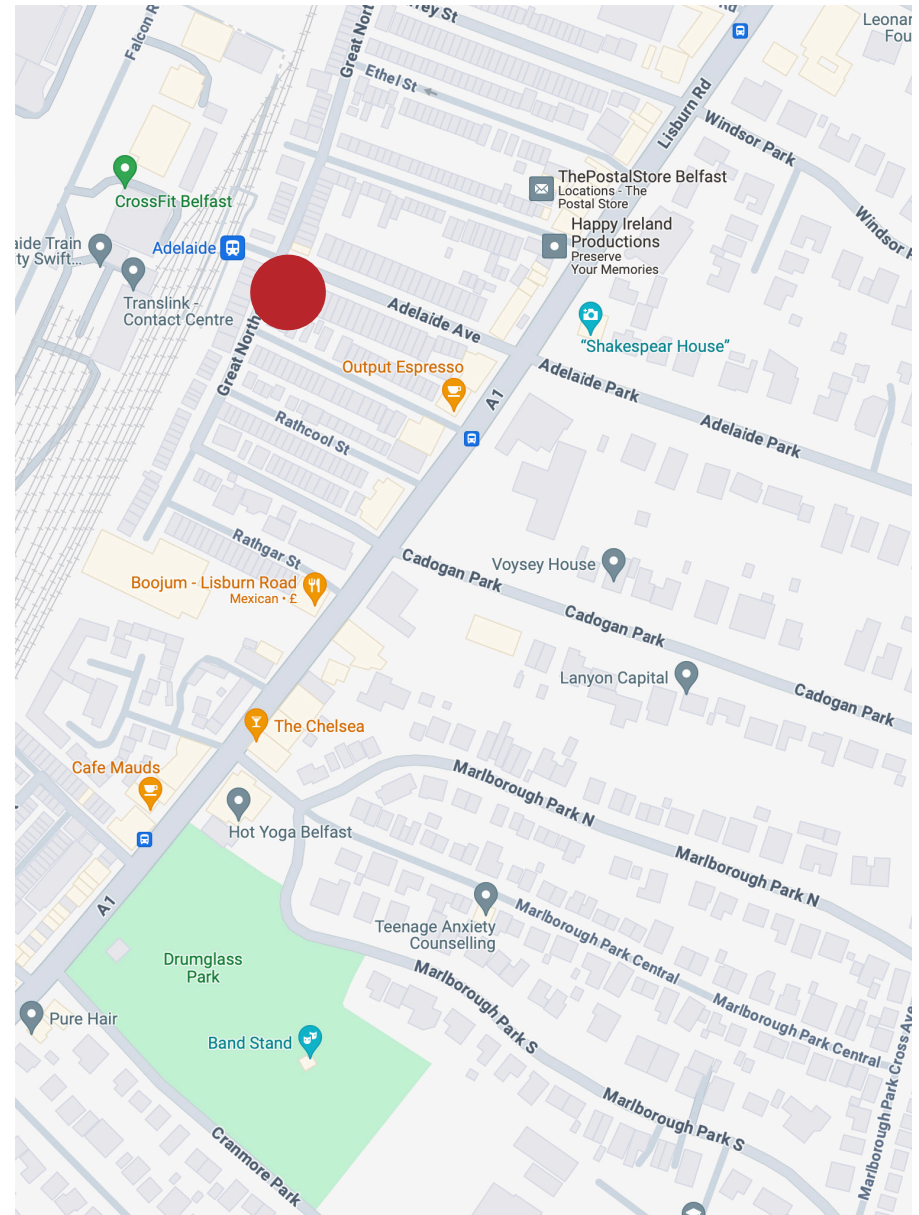 rey St
Rd
Leonar
Fou
Falcon R
Great Nort
Ethel St
Lisburn Rd
Windsor Park
ThePostalStore Belfast
Locations - The
Postal Store
CrossFit Belfast
Windsor P
Happy Ireland
Productions
Preserve
Your Memories
aide Train
ty Swift...
Adelaide
Translink -
Contact Centre
Adelaide Ave
"Shakespear House"
Great North
Output Espresso
A1
Adelaide Park
Adelaide Park
Rathcool St
Rathgar St
Cadogan Park
Voysey House
Boojum - Lisburn Road
Mexican • £
Cadogan Park
Lanyon Capital
Cadogan Park
The Chelsea
Cafe Mauds
Marlborough Park N
Hot Yoga Belfast
Marlborough Park N
A1
Teenage Anxiety
Counselling
Marlborough Park Central
Drumglass
Park
Marlborough Park S
Marlborough Park Central
Pure Hair
Band Stand
Marlborough Park Cross Ave
Marlborough Park S
Cranmore Park